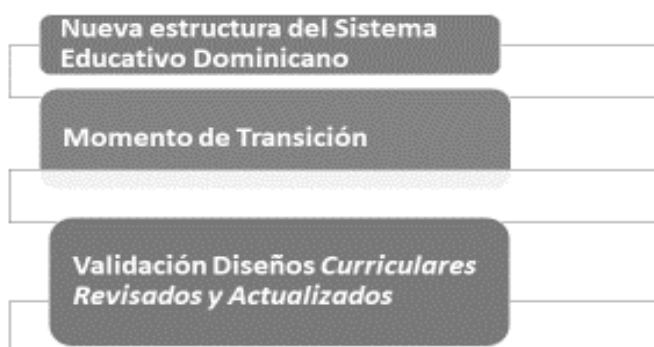 Nueva estructura del Sistema
Educativo Dominicano
Momento de Transición
Validación Diseños Curriculares
Revisados y Actualizados